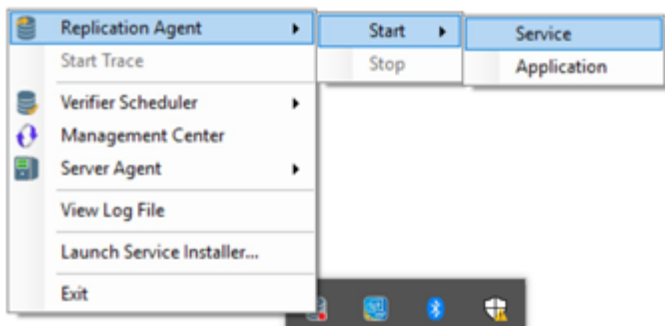 Replication Agent
Start
Service
Start Trace
Stop
Application
Verifier Scheduler
Management Center
Server Agent
View Log File
Launch Service Installer...
Exit